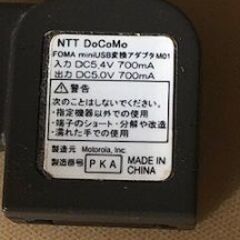 NTT DoCoMo
FOMA miniUSB変換アダプタM01
入力 DC5.4V 700mA
出力 DC5.0V 700mA
⚠警告
次のことはしないでください。
・指定機器以外での使用
・端子のショート・分解や改造
・濡れた手での使用
製造元 Motorola, Inc.
製造番号 PKA MADE IN
CHINA